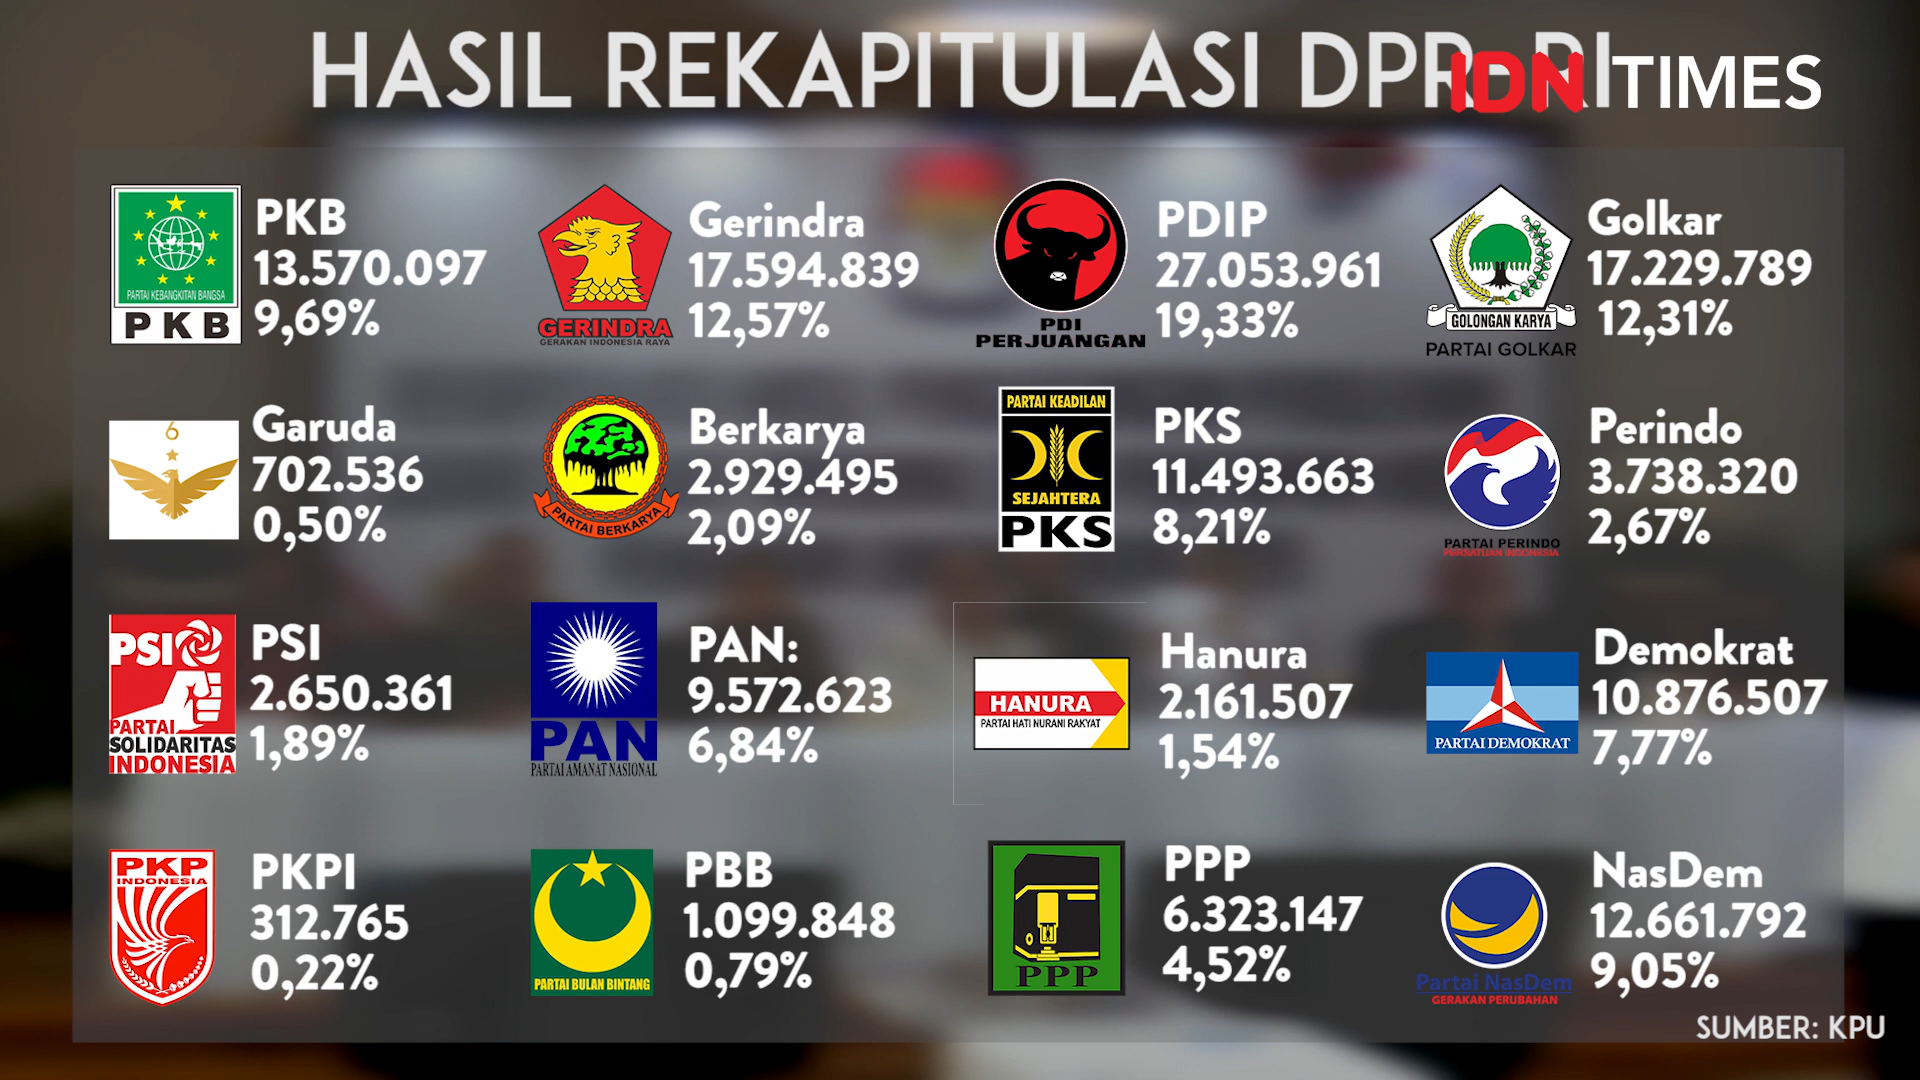 HASIL REKAPITULASI DPR-RI
IDN TIMES
PARTAI KEBANGKITAN BANGSA
PKB
PKB
13.570.097
9,69%
GERINDRA
GERAKAN INDONESIA RAYA
Gerindra
17.594.839
12,57%
PDI
PERJUANGAN
PDIP
27.053.961
19,33%
GOLONGAN KARYA
PARTAI GOLKAR
Golkar
17.229.789
12,31%
6
Garuda
702.536
0,50%
PARTAI BERKARYA
Berkarya
2.929.495
2,09%
PARTAI KEADILAN
SEJAHTERA
PKS
PKS
11.493.663
8,21%
PARTAI PERINDO
PERSATUAN INDONESIA
Perindo
3.738.320
2,67%
PSI
PARTAI
SOLIDARITAS
INDONESIA
PSI
2.650.361
1,89%
PAN
PARTAI AMANAT NASIONAL
PAN:
9.572.623
6,84%
HANURA
PARTAI HATI NURANI RAKYAT
Hanura
2.161.507
1,54%
PARTAI DEMOKRAT
Demokrat
10.876.507
7,77%
PKP
INDONESIA
PKPI
312.765
0,22%
PARTAI BULAN BINTANG
PBB
1.099.848
0,79%
PPP
PPP
6.323.147
4,52%
Partai NasDem
GERAKAN PERUBAHAN
NasDem
12.661.792
9,05%
SUMBER: KPU